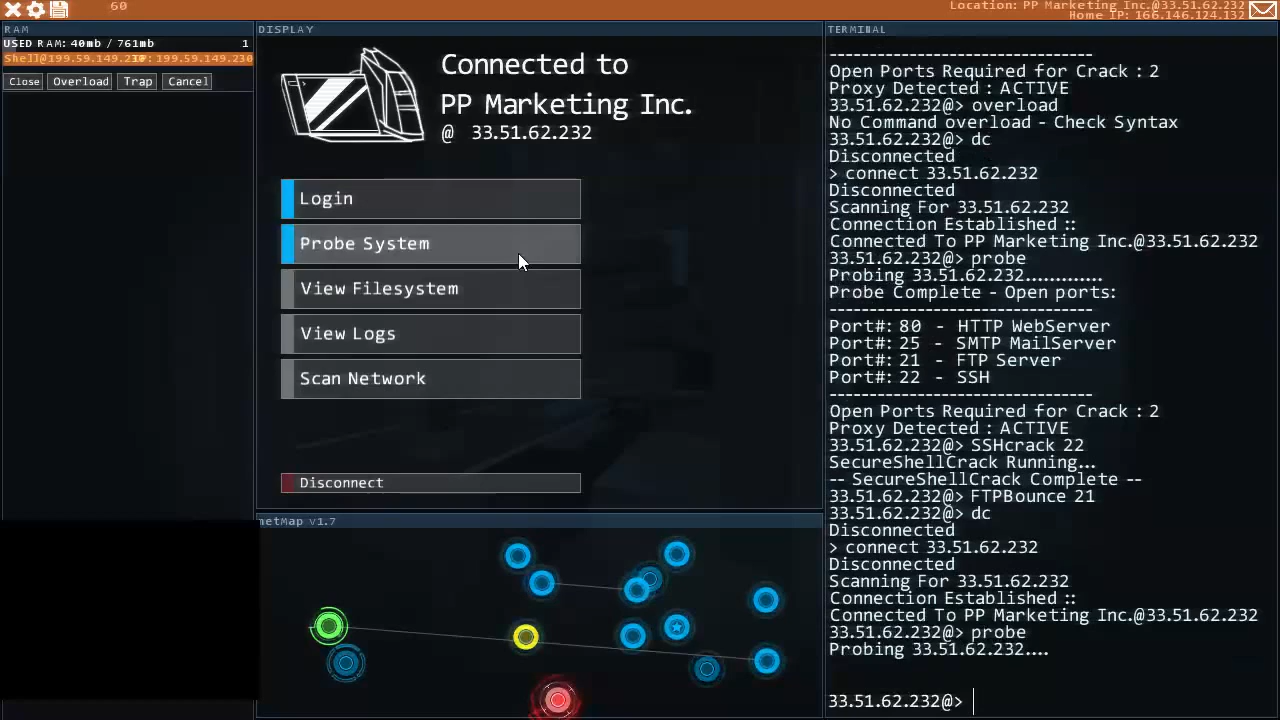 60
Location: PP Marketing Inc.@33.51.62.232
Home IP: 166.146.124.132
RAM
USED RAM: 40mb / 761mb 1
Shell@199.59.149.230 IP: 199.59.149.230
Close Overload Trap Cancel
DISPLAY
Connected to
PP Marketing Inc.
@ 33.51.62.232
Login
Probe System
View Filesystem
View Logs
Scan Network
Disconnect
netMap v1.7
TERMINAL
--------------------------------
Open Ports Required for Crack : 2
Proxy Detected : ACTIVE
33.51.62.232@> overload
No Command overload - Check Syntax
33.51.62.232@> dc
Disconnected
> connect 33.51.62.232
Disconnected
Scanning For 33.51.62.232
Connection Established ::
Connected To PP Marketing Inc.@33.51.62.232
33.51.62.232@> probe
Probing 33.51.62.232.............
Probe Complete - Open ports:
--------------------------------
Port#: 80 - HTTP WebServer
Port#: 25 - SMTP MailServer
Port#: 21 - FTP Server
Port#: 22 - SSH
--------------------------------
Open Ports Required for Crack : 2
Proxy Detected : ACTIVE
33.51.62.232@> SSHcrack 22
SecureShellCrack Running...
-- SecureShellCrack Complete --
33.51.62.232@> FTPBounce 21
33.51.62.232@> dc
Disconnected
> connect 33.51.62.232
Disconnected
Scanning For 33.51.62.232
Connection Established ::
Connected To PP Marketing Inc.@33.51.62.232
33.51.62.232@> probe
Probing 33.51.62.232....
33.51.62.232@>